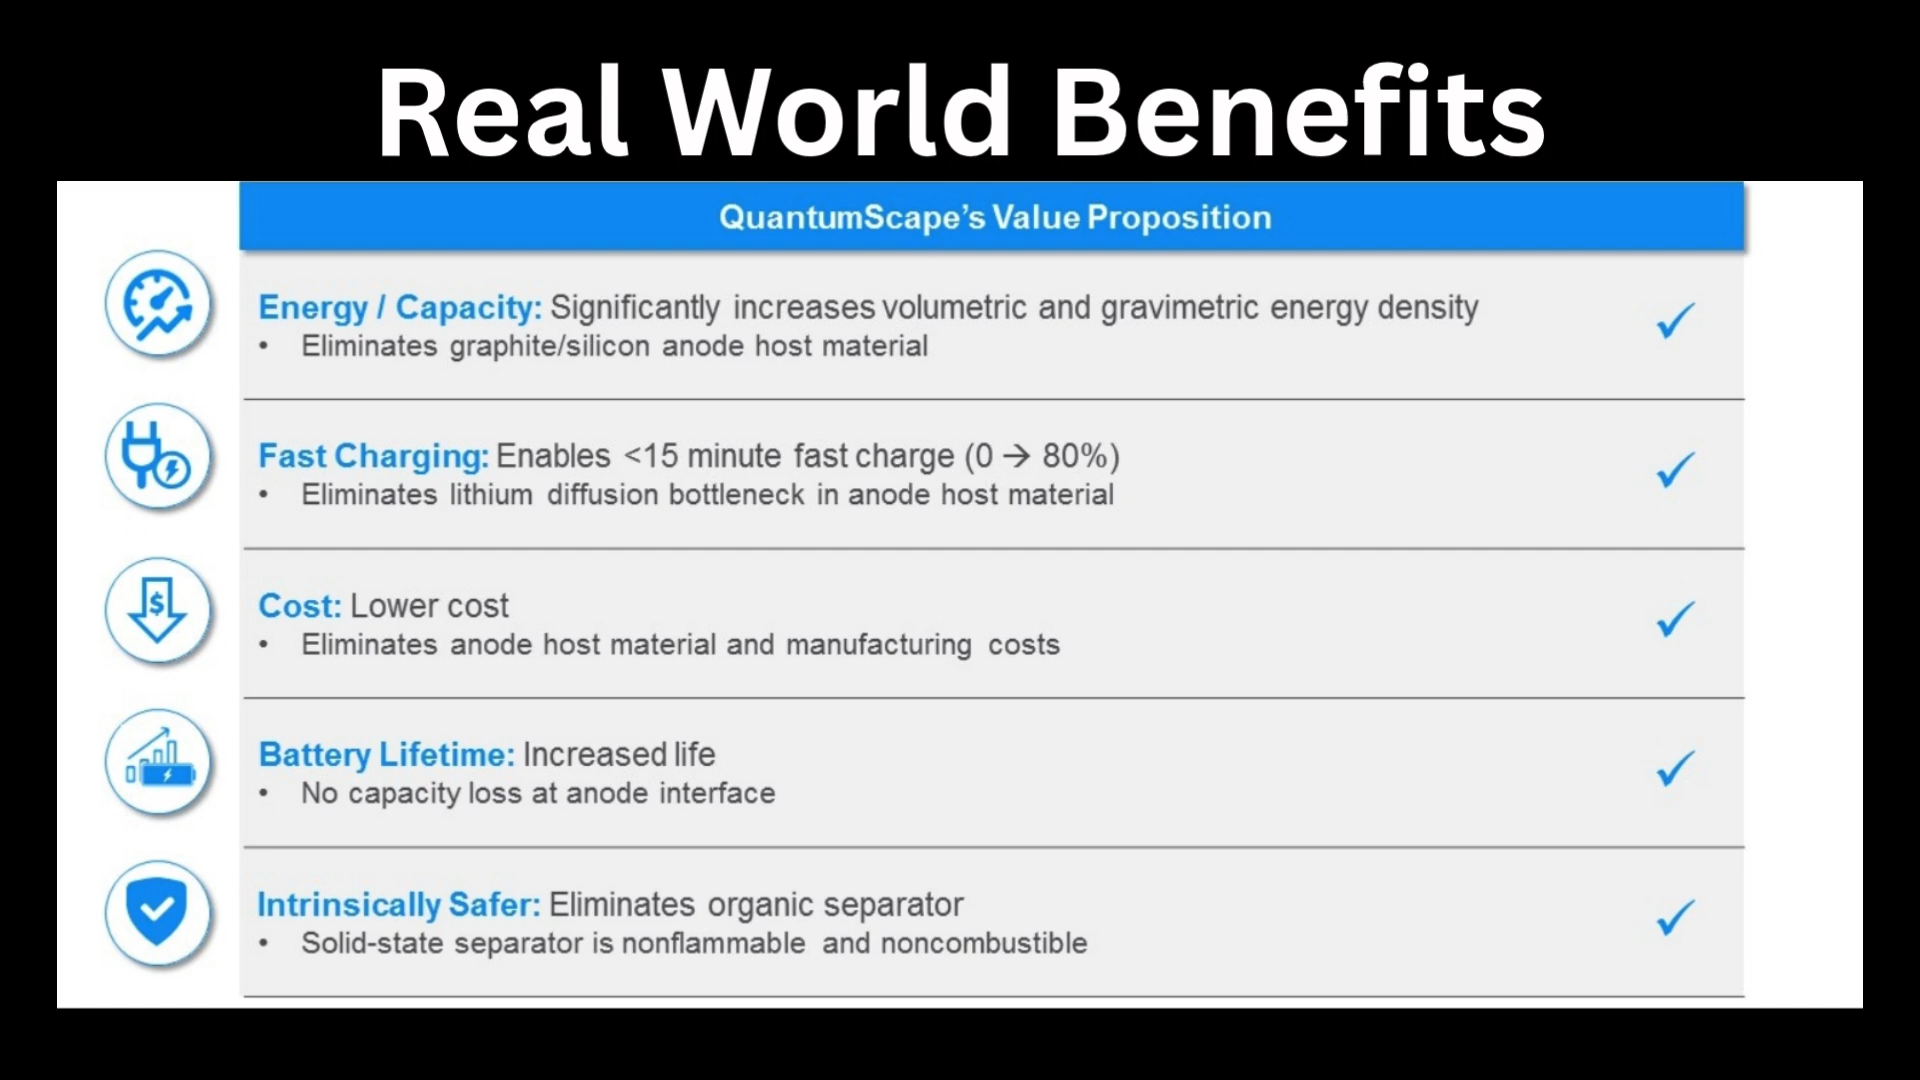 Real World Benefits
QuantumScape's Value Proposition
Energy / Capacity: Significantly increases volumetric and gravimetric energy density
• Eliminates graphite/silicon anode host material
Fast Charging: Enables <15 minute fast charge (0 → 80%)
• Eliminates lithium diffusion bottleneck in anode host material
$
Cost: Lower cost
• Eliminates anode host material and manufacturing costs
Battery Lifetime: Increased life
• No capacity loss at anode interface
Intrinsically Safer: Eliminates organic separator
• Solid-state separator is nonflammable and noncombustible